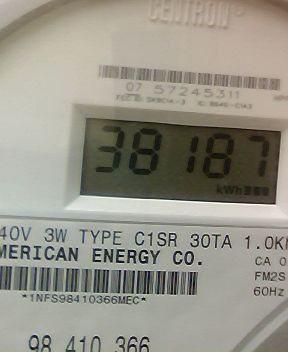 CENTRON®
07 57245311
38187
kWh
40V 3W TYPE C1SR 30TA 1.0K
MERICAN ENERGY CO.
CA 0
FM2S
60Hz
*1NFS98410366MEC*
98 410 366